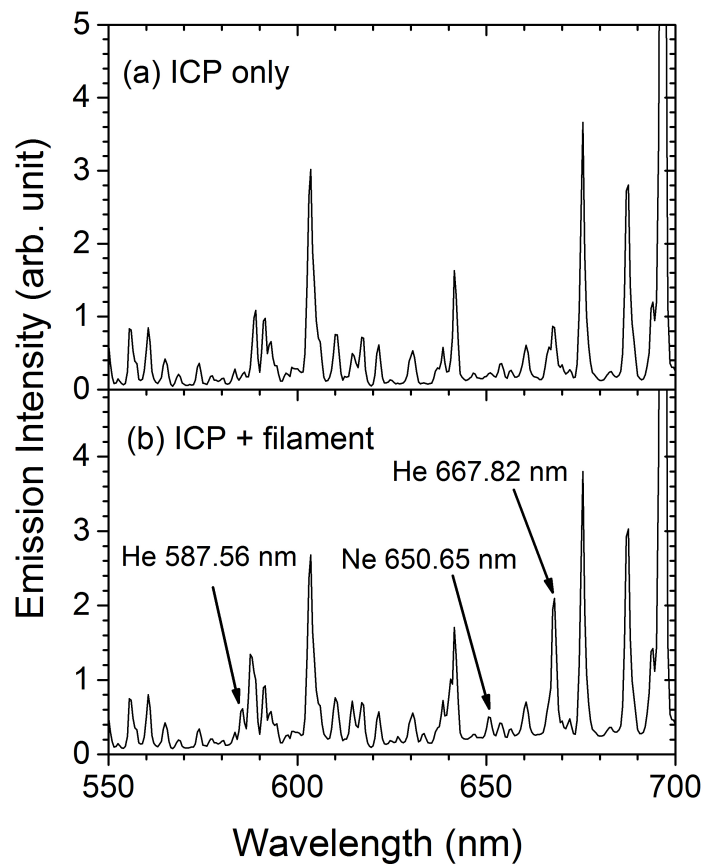 5
(a) ICP only
4
3
2
1
0
Emission Intensity (arb. unit)
(b) ICP + filament
4
He 667.82 nm
3
He 587.56 nm
Ne 650.65 nm
2
1
0
550
600
650
700
Wavelength (nm)